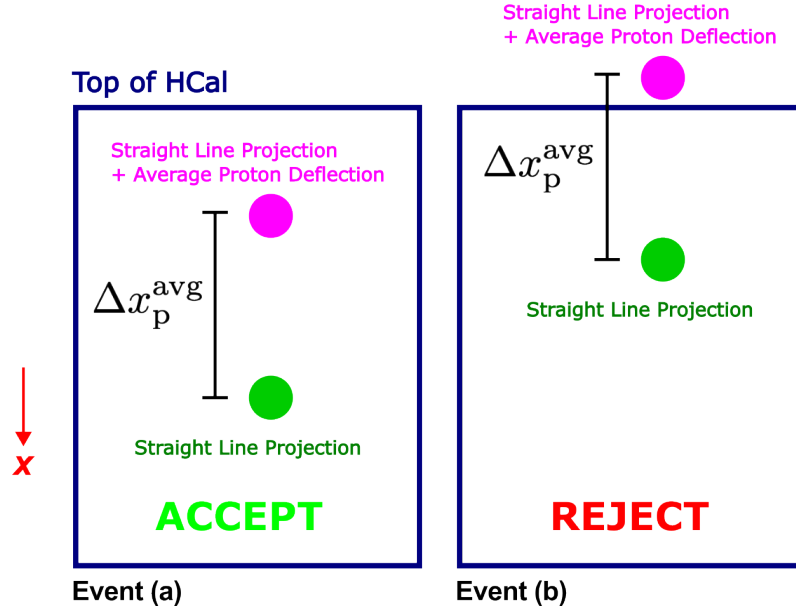 Top of HCal
Straight Line Projection
+ Average Proton Deflection
Δx_p^avg
Straight Line Projection
ACCEPT
Event (a)
x
Straight Line Projection
+ Average Proton Deflection
Δx_p^avg
Straight Line Projection
REJECT
Event (b)